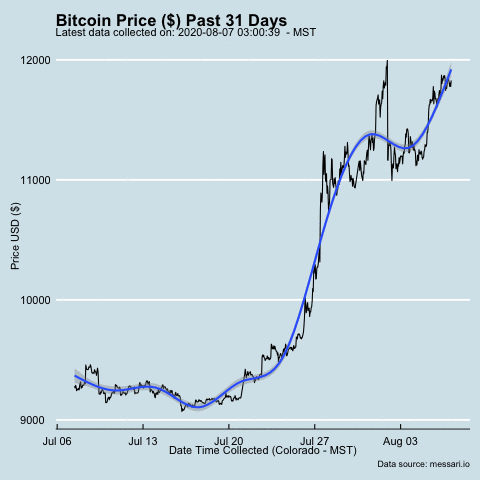 Bitcoin Price ($) Past 31 Days
Latest data collected on: 2020-08-07 03:00:39 - MST
12000
11000
10000
9000
Price USD ($)
Jul 06 Jul 13 Jul 20 Jul 27 Aug 03
Date Time Collected (Colorado - MST)
Data source: messari.io